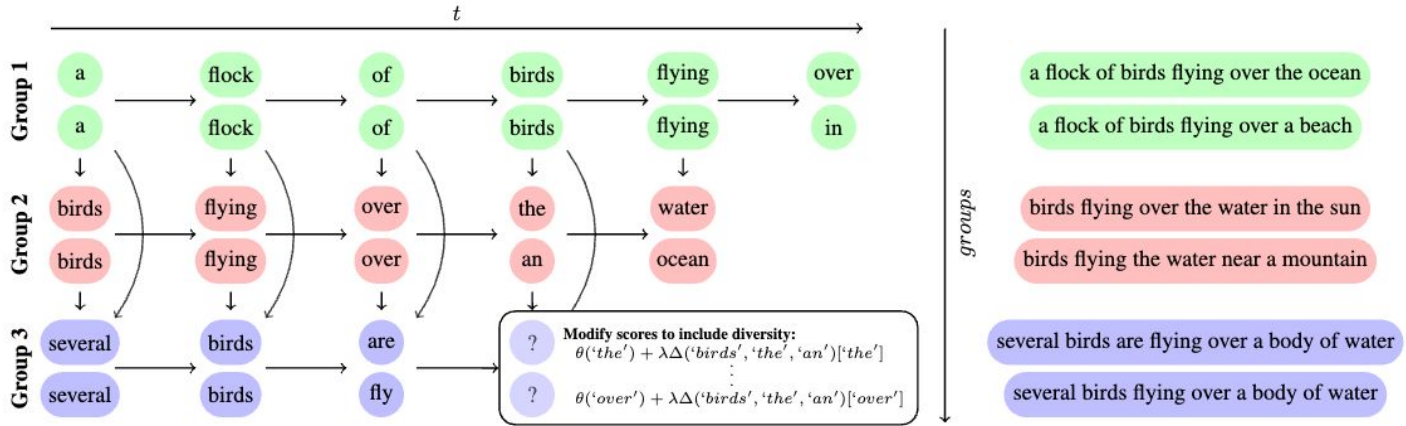 t
Group 1
a
flock
of
birds
flying
over
a
flock
of
birds
flying
in
Group 2
birds
flying
over
the
water
birds
flying
over
an
ocean
Group 3
several
birds
are
?
several
birds
fly
?
Modify scores to include diversity:
θ(‘the′) + λΔ(‘birds′, ‘the′, ‘an′)[‘the′]
⋮
θ(‘over′) + λΔ(‘birds′, ‘the′, ‘an′)[‘over′]
groups
a flock of birds flying over the ocean
a flock of birds flying over a beach
birds flying over the water in the sun
birds flying the water near a mountain
several birds are flying over a body of water
several birds flying over a body of water